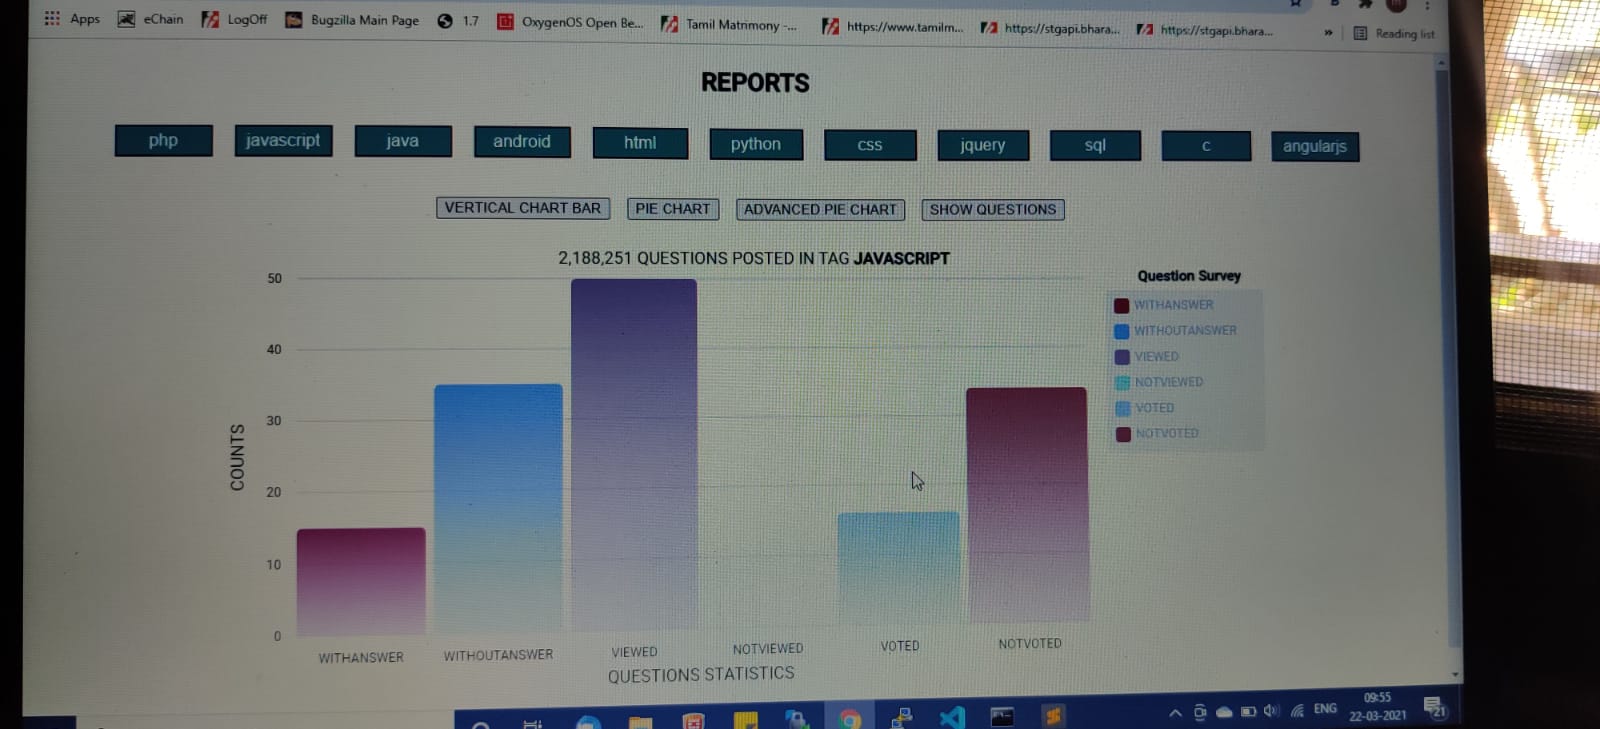 Apps eChain LogOff Bugzilla Main Page 1.7 OxygenOS Open Be... Tamil Matrimony -... https://www.tamilm... https://stgapi.bhara... https://stgapi.bhara... » Reading list
REPORTS
php javascript java android html python css jquery sql c angularjs
VERTICAL CHART BAR PIE CHART ADVANCED PIE CHART SHOW QUESTIONS
2,188,251 QUESTIONS POSTED IN TAG JAVASCRIPT
Question Survey
WITHANSWER
WITHOUTANSWER
VIEWED
NOTVIEWED
VOTED
NOTVOTED
50
40
30
20
10
0
COUNTS
WITHANSWER WITHOUTANSWER VIEWED NOTVIEWED VOTED NOTVOTED
QUESTIONS STATISTICS
ENG
09:55
22-03-2021
21